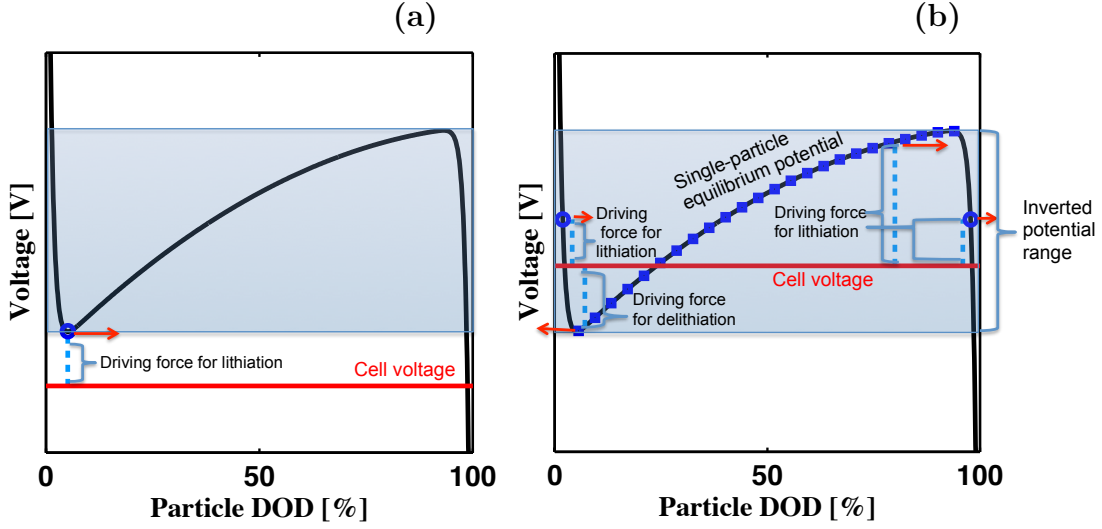 (a)
Voltage [V]
Driving force for lithiation
Cell voltage
0
50
100
Particle DOD [%]
(b)
Voltage [V]
Single-particle
equilibrium potential
Driving
force for
lithiation
Driving force
for lithiation
Inverted
potential
range
Cell voltage
Driving force
for delithiation
0
50
100
Particle DOD [%]